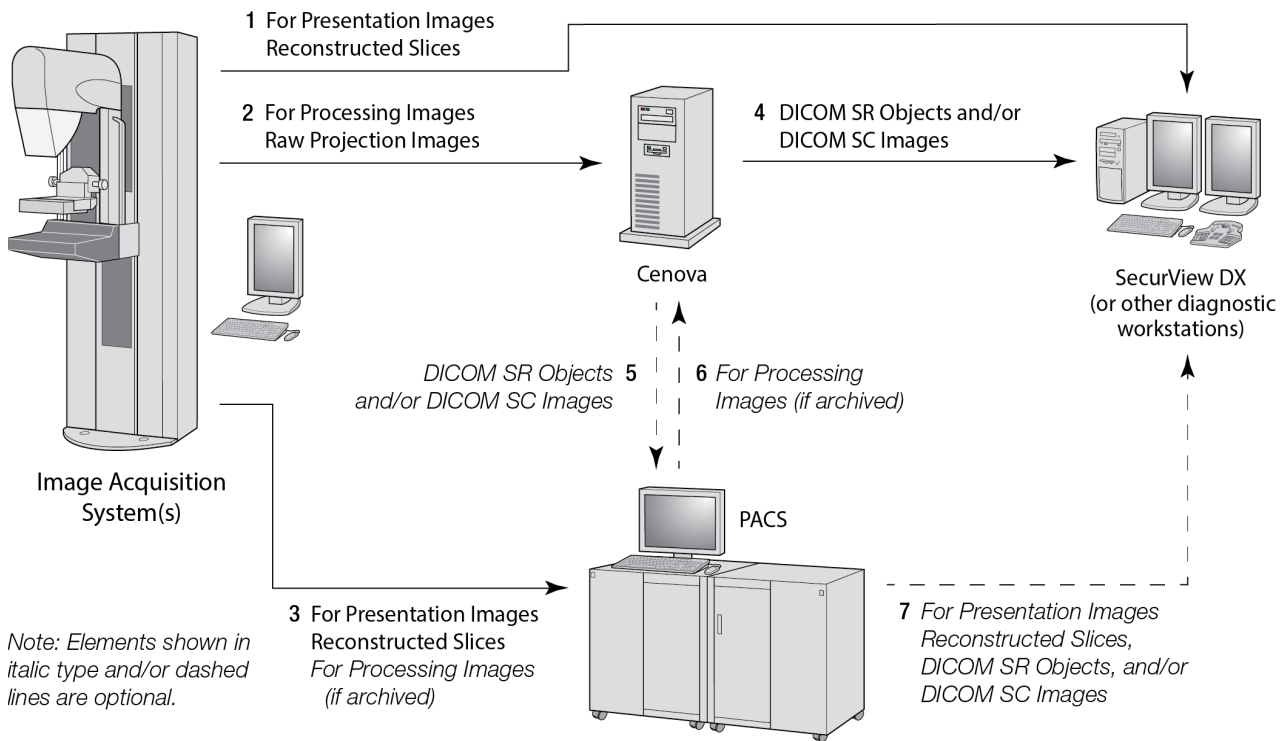 1 For Presentation Images
Reconstructed Slices
2 For Processing Images
Raw Projection Images
4 DICOM SR Objects and/or
DICOM SC Images
Cenova
SecurView DX
(or other diagnostic
workstations)
DICOM SR Objects 5
and/or DICOM SC Images
6 For Processing
Images (if archived)
Image Acquisition
System(s)
PACS
3 For Presentation Images
Reconstructed Slices
For Processing Images
(if archived)
7 For Presentation Images
Reconstructed Slices,
DICOM SR Objects, and/or
DICOM SC Images
Note: Elements shown in
italic type and/or dashed
lines are optional.